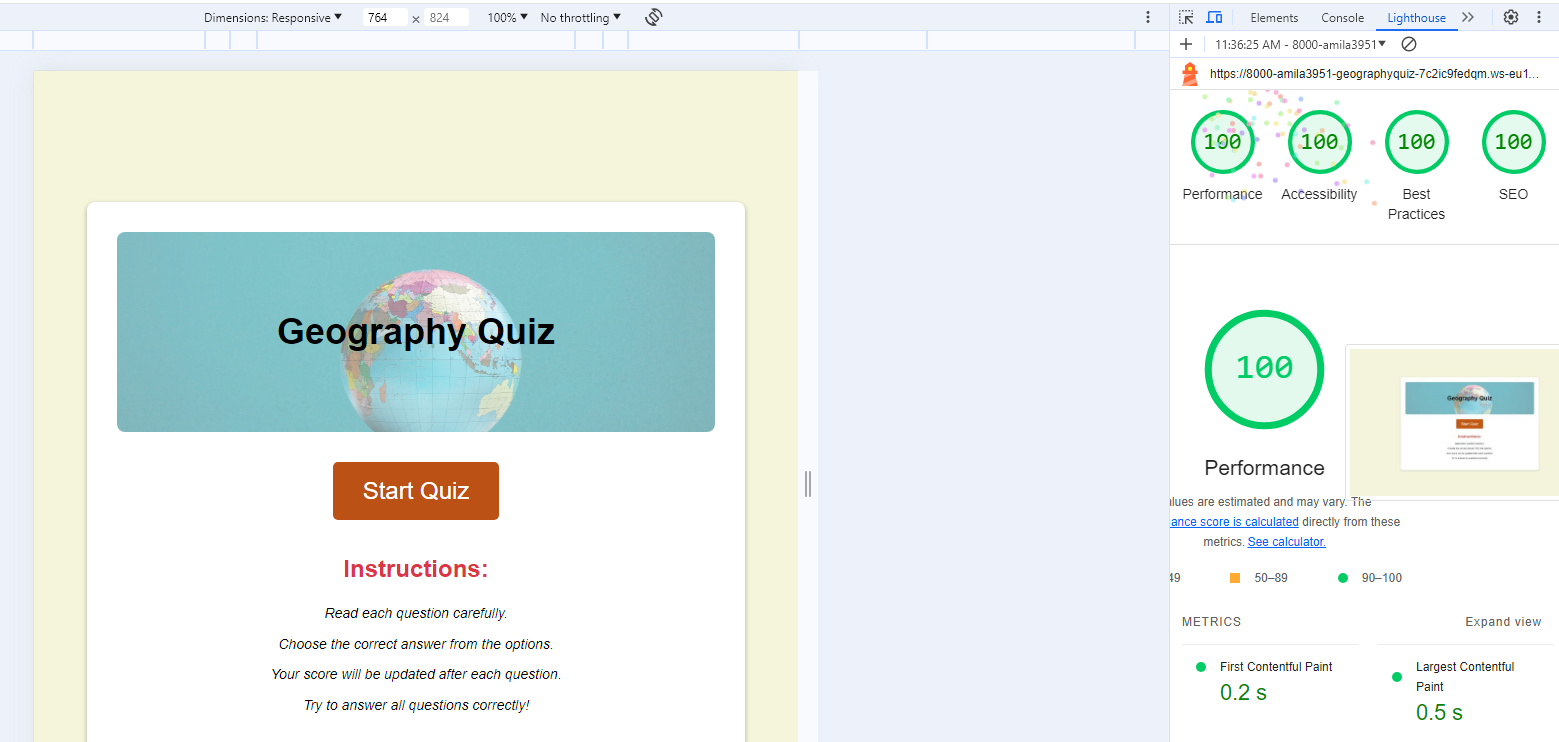 Dimensions: Responsive 764 × 824 100% No throttling
Elements Console Lighthouse
11:36:25 AM - 8000-amila3951
https://8000-amila3951-geographyquiz-7c2ic9fedqm.ws-eu1...
100 100 100 100
Performance Accessibility Best Practices SEO
Geography Quiz
Start Quiz
Instructions:
Read each question carefully.
Choose the correct answer from the options.
Your score will be updated after each question.
Try to answer all questions correctly!
100
Performance
Geography Quiz
Start Quiz
Instructions:
alues are estimated and may vary. The
ance score is calculated directly from these
metrics. See calculator.
49 50–89 90–100
METRICS Expand view
First Contentful Paint
0.2 s
Largest Contentful
Paint
0.5 s